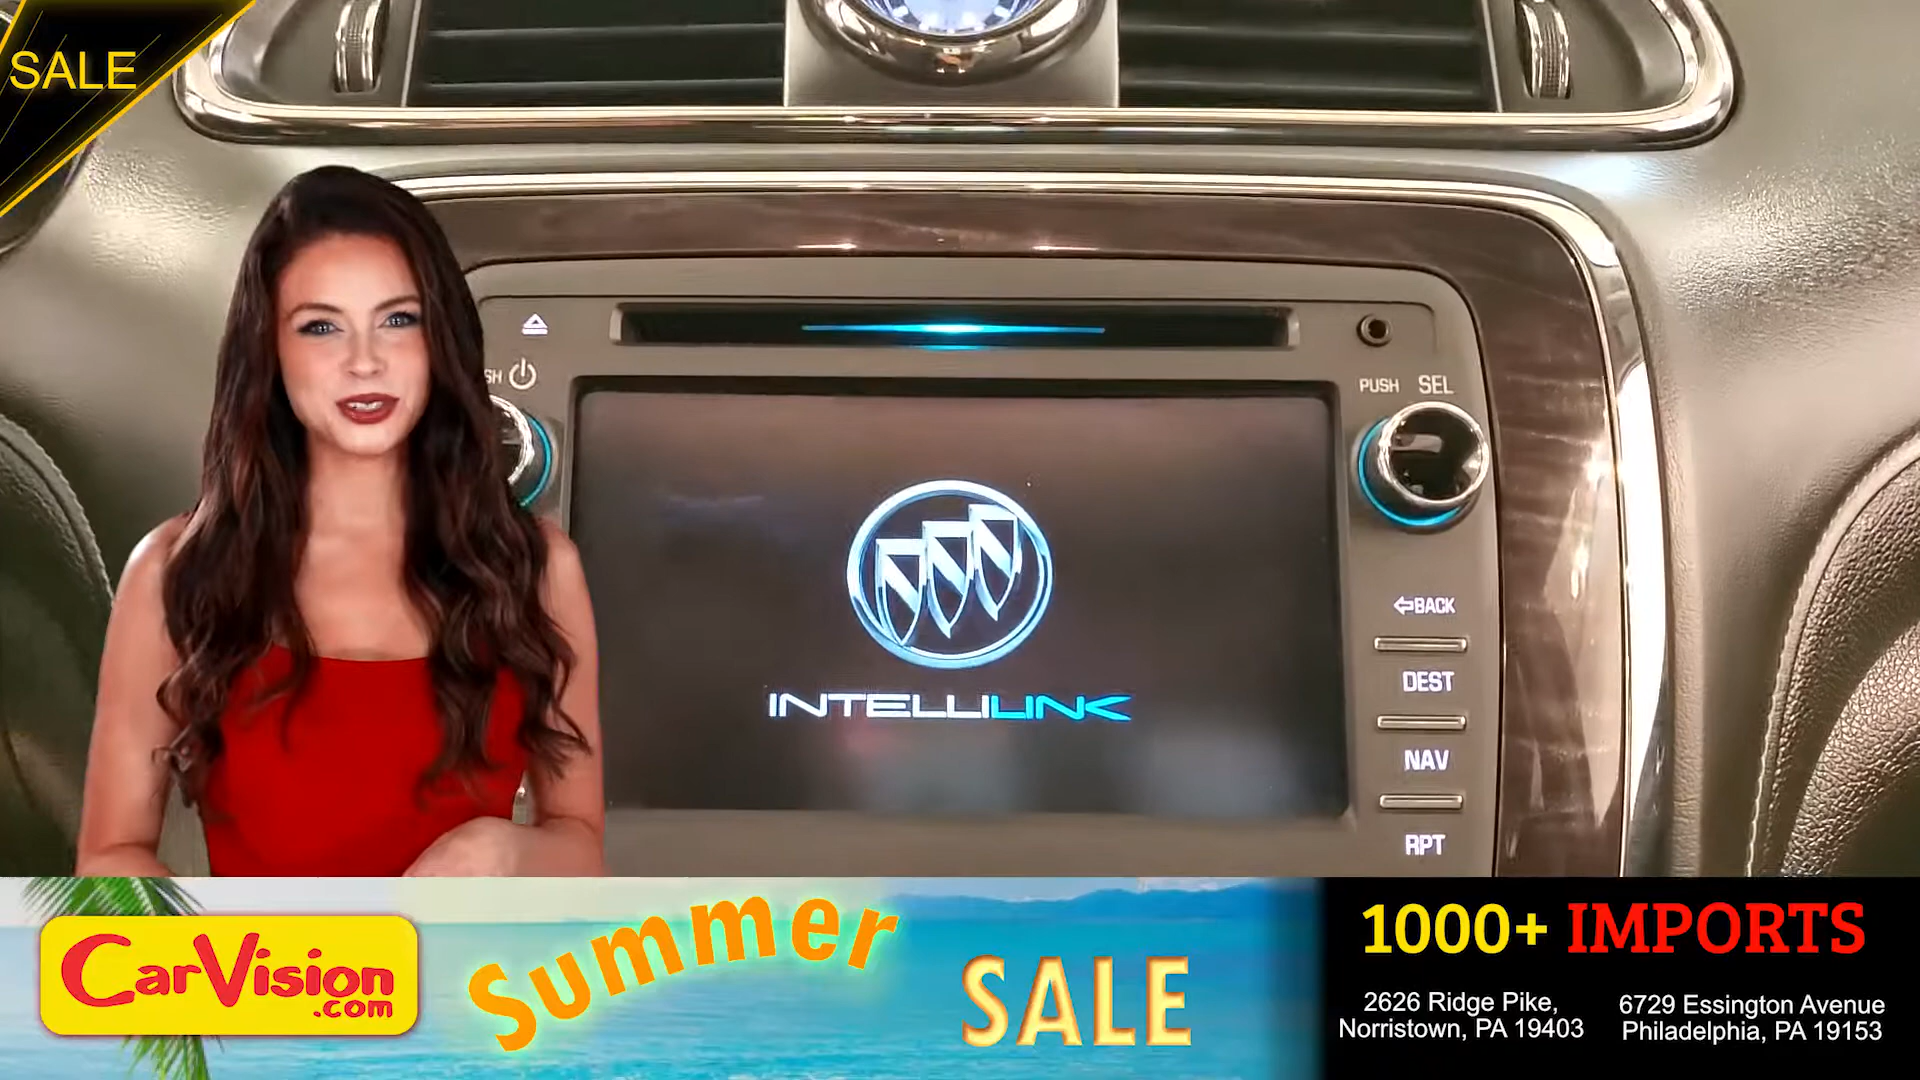 SALE
SH
PUSH SEL
BACK
DEST
NAV
RPT
INTELLILINK
CarVision
.com
Summer
SALE
1000+ IMPORTS
2626 Ridge Pike,
Norristown, PA 19403
6729 Essington Avenue
Philadelphia, PA 19153